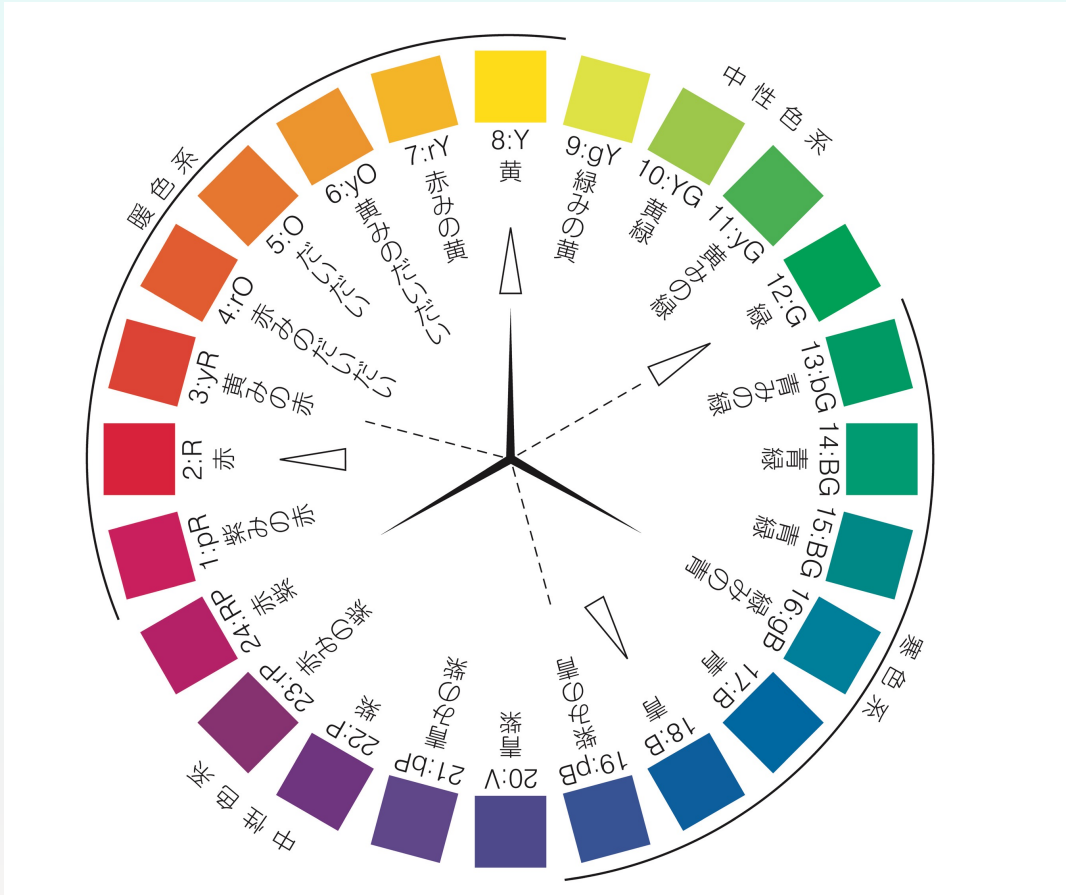 暖色系
中性色系
寒色系
中性色系
1:pR
紫みの赤
2:R
赤
3:yR
黄みの赤
4:rO
赤みのだいだい
5:O
だいだい
6:yO
黄みのだいだい
7:rY
赤みの黄
8:Y
黄
9:gY
緑みの黄
10:YG
黄緑
11:yG
黄みの緑
12:G
緑
13:bG
青みの緑
14:BG
青緑
15:BG
青緑
16:gB
緑みの青
17:B
青
18:B
青
19:pB
紫みの青
20:V
青紫
21:bP
青みの紫
22:P
紫
23:rP
赤みの紫
24:RP
赤紫